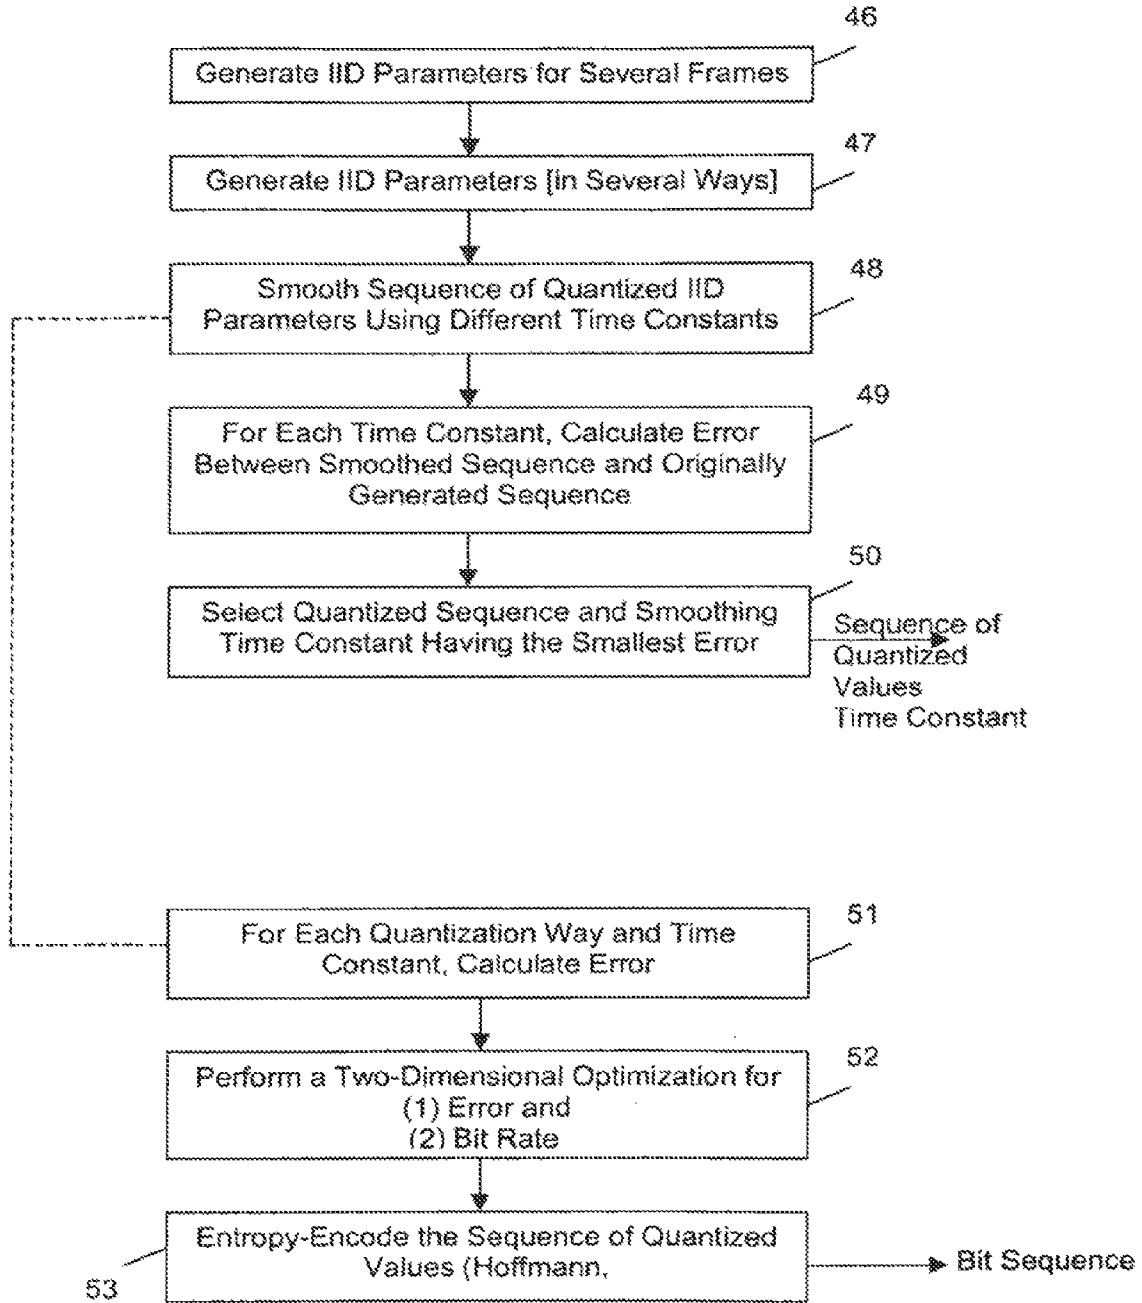 46
Generate IID Parameters for Several Frames
47
Generate IID Parameters [in Several Ways]
48
Smooth Sequence of Quantized IID
Parameters Using Different Time Constants
49
For Each Time Constant, Calculate Error
Between Smoothed Sequence and Originally
Generated Sequence
50
Select Quantized Sequence and Smoothing
Time Constant Having the Smallest Error
Sequence of
Quantized
Values
Time Constant
51
For Each Quantization Way and Time
Constant, Calculate Error
52
Perform a Two-Dimensional Optimization for
(1) Error and
(2) Bit Rate
Entropy-Encode the Sequence of Quantized
Values (Hoffmann,
Bit Sequence
53